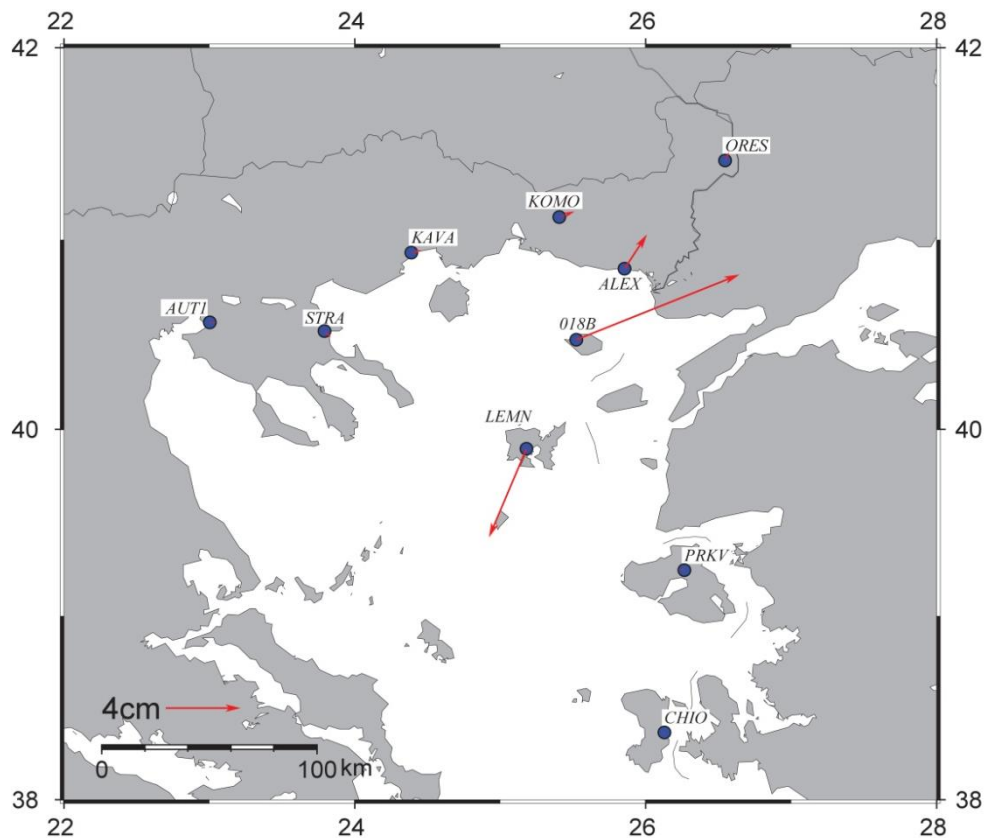 22 24 26 28
42 42
ORES
KOMO
KAVA
ALEX
AUT1
STRA
018B
40 40
LEMN
PRKV
4cm
CHIO
0 100 km
38 38
22 24 26 28